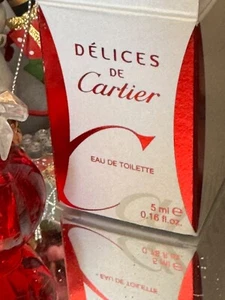 DÉLICES
DE
Cartier
EAU DE TOILETTE
5 ml e
0.16 fl.oz.